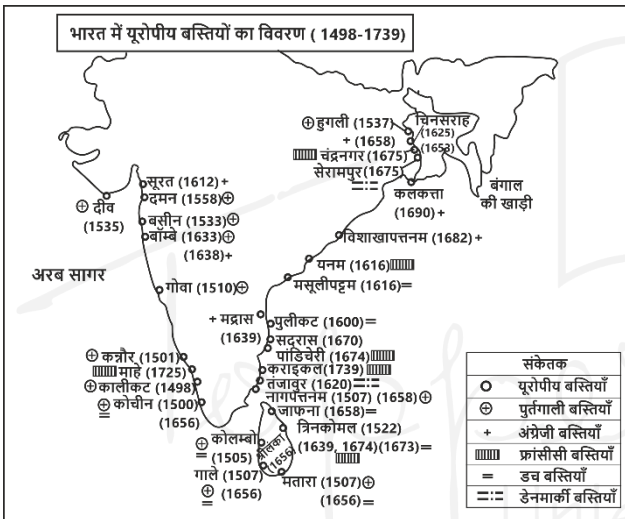 भारत में यूरोपीय बस्तियों का विवरण ( 1498-1739)
हुगली (1537)
+ (1658)
चिनसराह
(1625)
(1653)
चंद्रनगर (1675)
सेरामपुर (1675)
कलकत्ता
(1690) +
बंगाल
की खाड़ी
सूरत (1612) +
दमन (1558)
दीव
(1535)
बसीन (1533)
बॉम्बे (1633)
(1638) +
विशाखापत्तनम (1682) +
यनम (1616)
मसूलीपट्टम (1616) =
अरब सागर
गोवा (1510)
+ मद्रास
(1639)
पुलीकट (1600) =
सद्रास (1670)
पांडिचेरी (1674)
कराइकल (1739)
तंजावुर (1620) =
नागपत्तनम (1507) (1658)
कन्नौर (1501)
माहे (1725)
कालीकट (1498)
कोचीन (1500)
(1656)
जाफना (1658) =
त्रिनकोमल (1522)
(1639, 1674) (1673) =
कोलम्बो
(1505)
श्रीलंका
(1656)
गाले (1507)
(1656)
मतारा (1507)
(1656) =
संकेतक
यूरोपीय बस्तियाँ
पुर्तगाली बस्तियाँ
+ अंग्रेजी बस्तियाँ
फ्रांसीसी बस्तियाँ
= डच बस्तियाँ
डेनमार्की बस्तियाँ